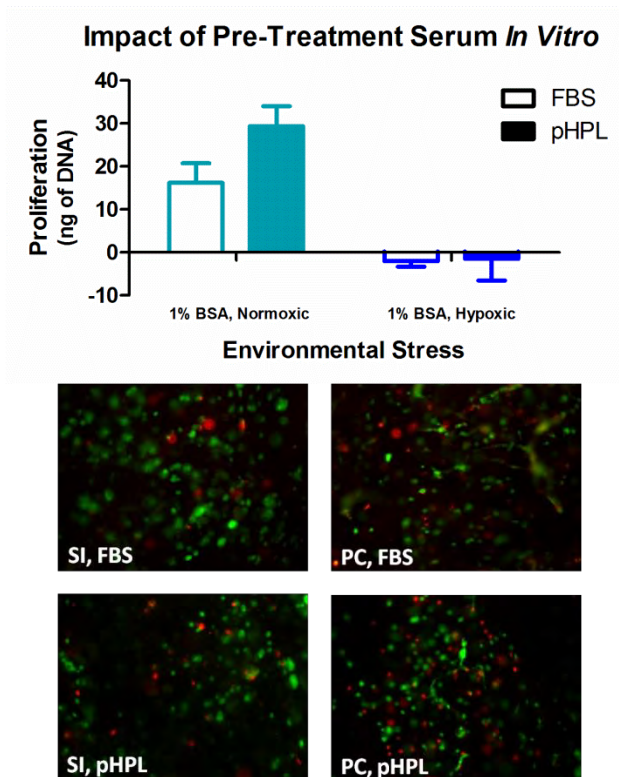 Impact of Pre-Treatment Serum In Vitro
40
30
20
10
0
-10
Proliferation
(ng of DNA)
FBS
pHPL
1% BSA, Normoxic
1% BSA, Hypoxic
Environmental Stress
SI, FBS
PC, FBS
SI, pHPL
PC, pHPL